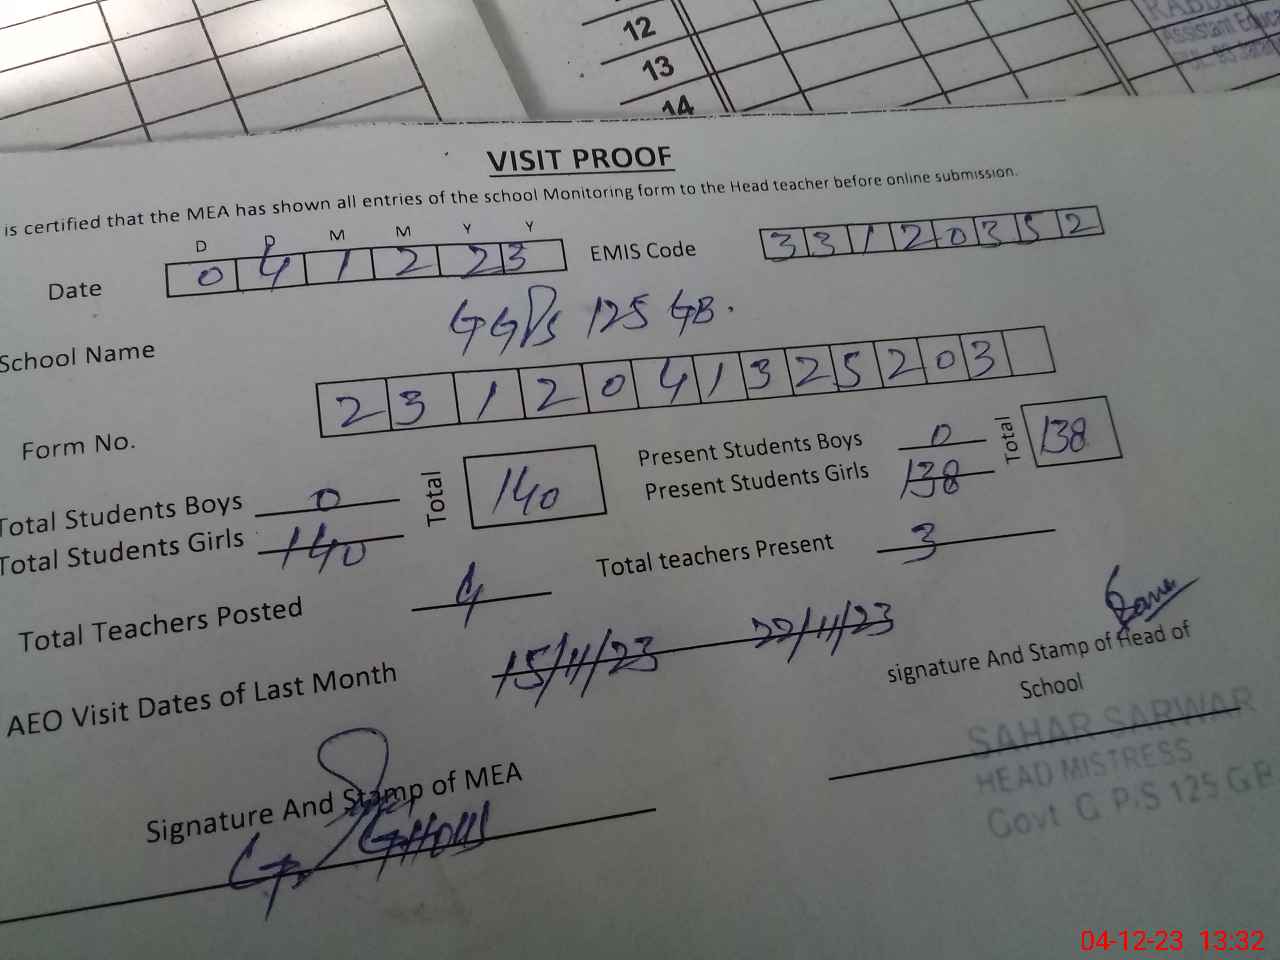 12
13
14
Assistant Educ
VISIT PROOF
is certified that the MEA has shown all entries of the school Monitoring form to the Head teacher before online submission.
D D M M Y Y
Date 0 4 1 2 2 3 EMIS Code 3 3 1 2 0 3 5 2
School Name GGPS 125 GB.
Form No. 2 3 1 2 0 4 1 3 2 5 2 0 3
Total Students Boys 0 Total 140 Present Students Boys 0 Total 138
Total Students Girls 140 Present Students Girls 138
Total Teachers Posted 4 Total teachers Present 3
AEO Visit Dates of Last Month 15/11/23 22/11/23
signature And Stamp of Head of
School
SAHAR SARWAR
HEAD MISTRESS
Govt G P.S 125 GB
Signature And Stamp of MEA
04-12-23 13:32